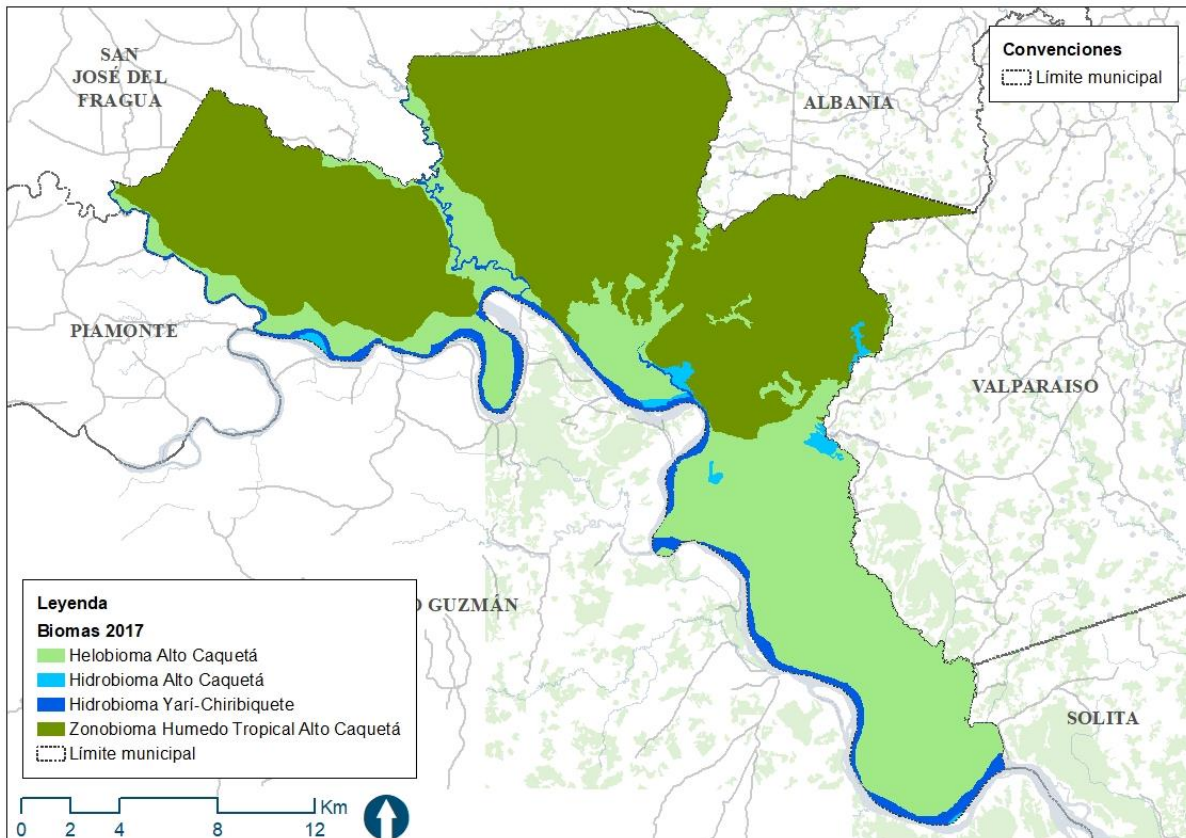 SAN
JOSÉ DEL
FRAGUA
Convenciones
Límite municipal
ALBANIA
PIAMONTE
VALPARAISO
O GUZMÁN
SOLITA
Leyenda
Biomas 2017
Helobioma Alto Caquetá
Hidrobioma Alto Caquetá
Hidrobioma Yarí-Chiribiquete
Zonobioma Humedo Tropical Alto Caquetá
Límite municipal
Km
0 2 4 8 12